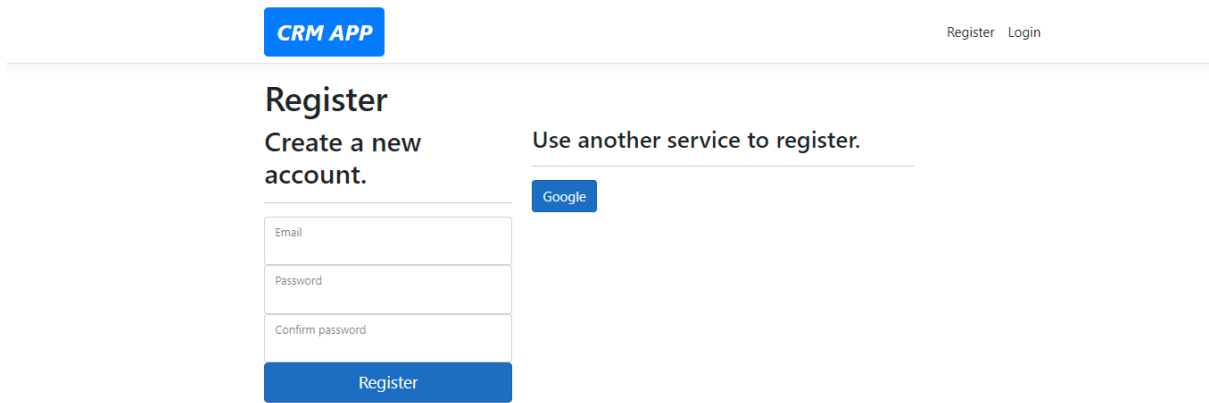 CRM APP
Register Login
Register
Create a new
account.
Email
Password
Confirm password
Register
Use another service to register.
Google